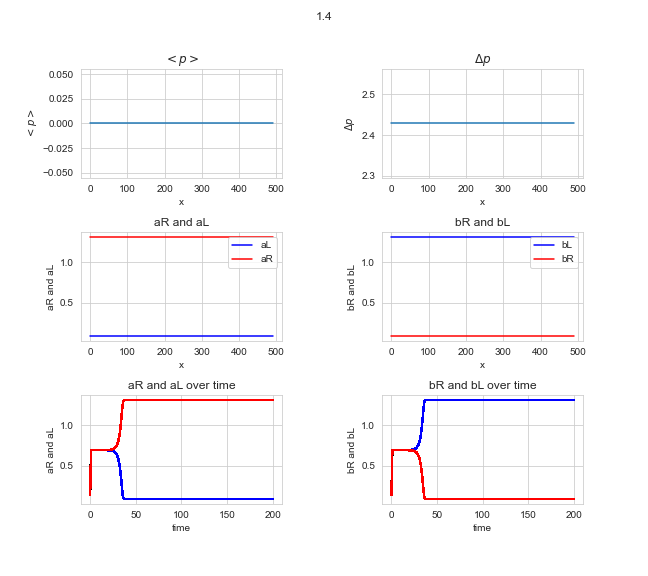 1.4
< p >
Δp
0.050
0.025
0.000
−0.025
−0.050
< p >
0 100 200 300 400 500
x
2.5
2.4
2.3
Δp
0 100 200 300 400 500
x
aR and aL
bR and bL
1.0
0.5
aR and aL
aL
aR
0 100 200 300 400 500
x
1.0
0.5
bR and bL
bL
bR
0 100 200 300 400 500
x
aR and aL over time
bR and bL over time
1.0
0.5
aR and aL
0 50 100 150 200
time
1.0
0.5
bR and bL
0 50 100 150 200
time